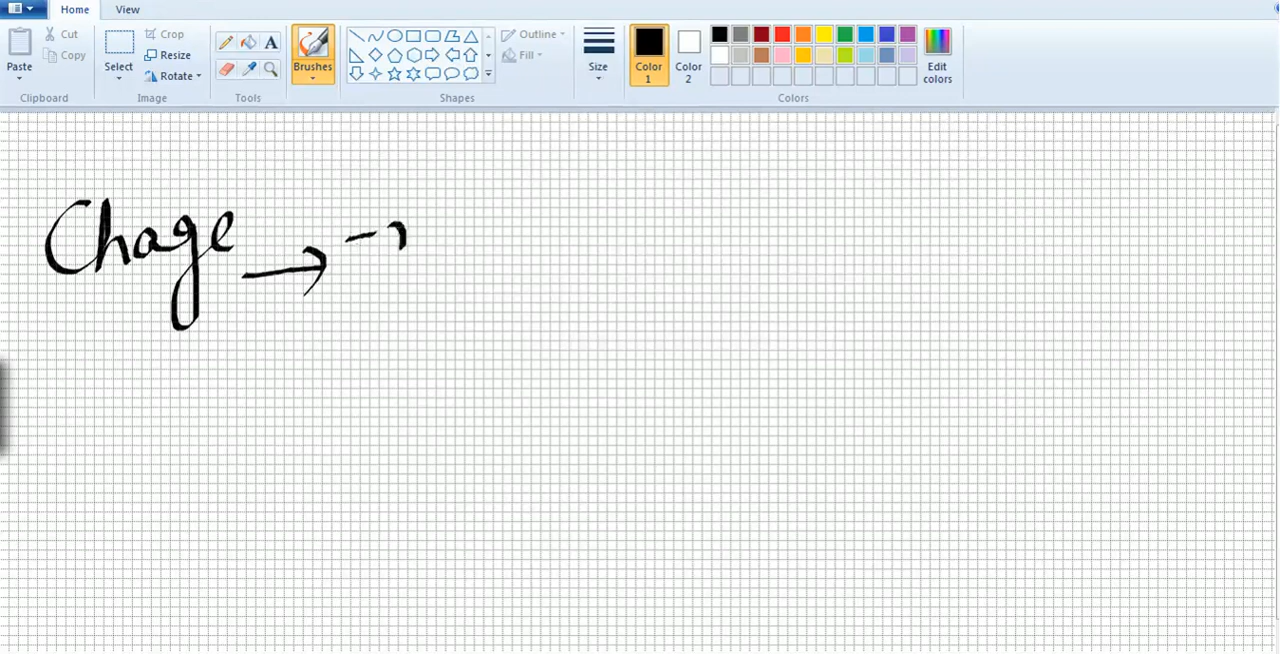 Home View
Cut
Copy
Paste
Clipboard
Crop
Resize
Rotate
Select
Image
A
Tools
Brushes
Shapes
Outline
Fill
Size
Color 1
Color 2
Edit colors
Colors
Chage →